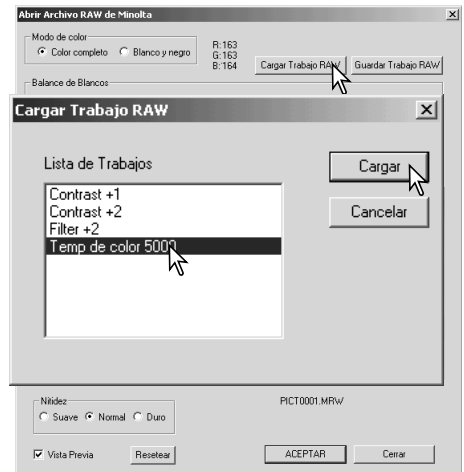 Abrir Archivo RAW de Minolta
Modo de color
Color completo Blanco y negro
R:163
G:163
B:164
Cargar Trabajo RAW Guardar Trabajo RAW
Balance de Blancos
Cargar Trabajo RAW
Lista de Trabajos
Contrast +1
Contrast +2
Filter +2
Temp de color 5000
Cargar
Cancelar
Nitidez
Suave Normal Duro
PICT0001.MRW
Vista Previa Resetear ACEPTAR Cerrar